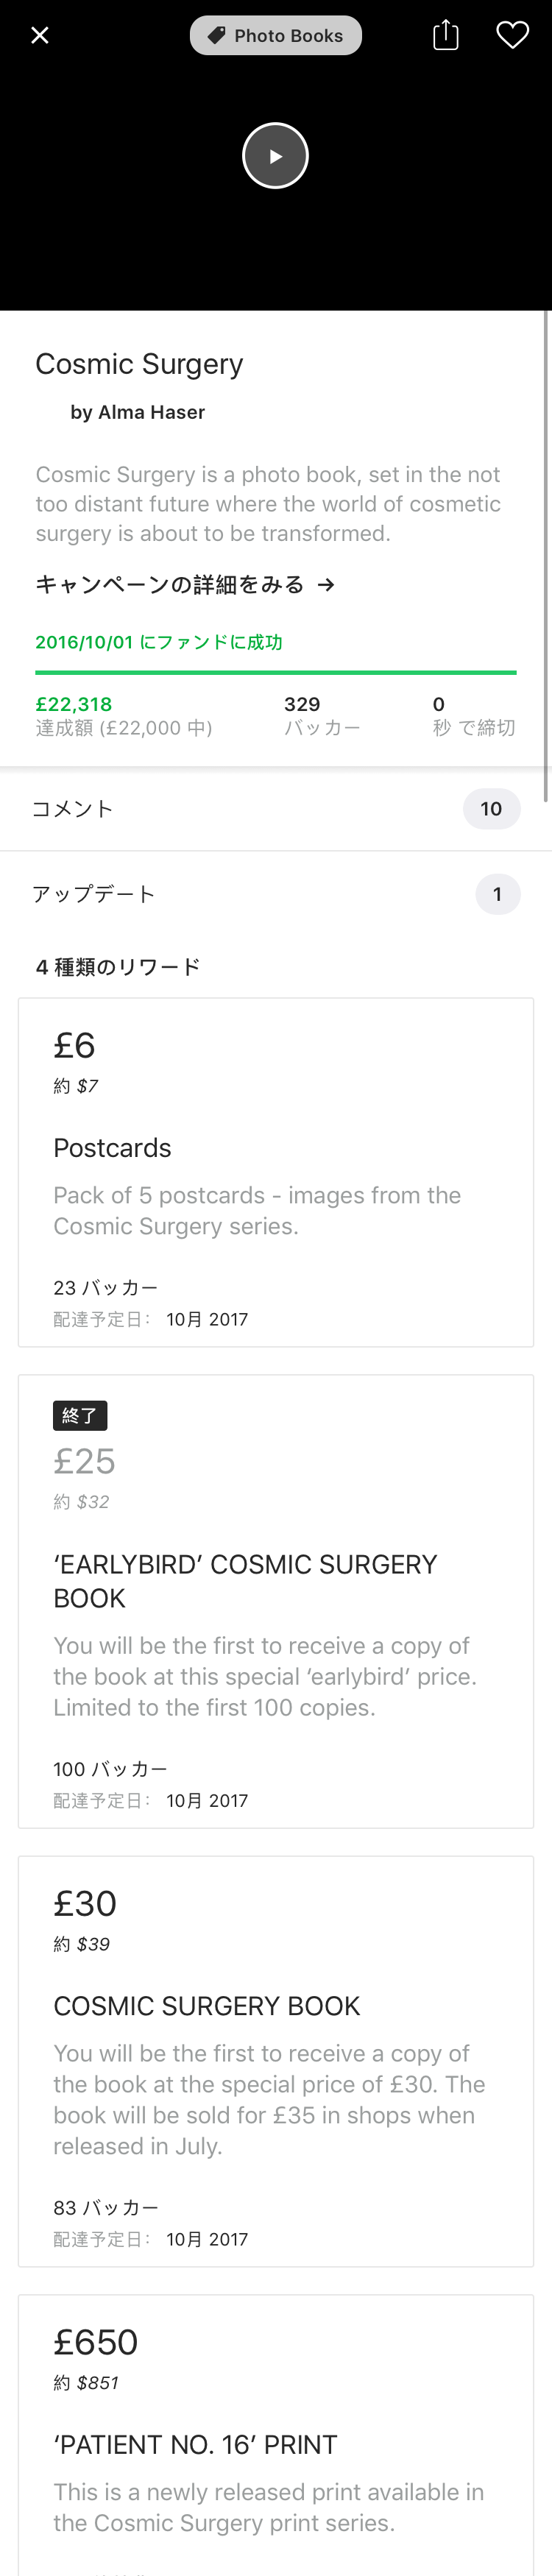 Photo Books
Cosmic Surgery
by Alma Haser
Cosmic Surgery is a photo book, set in the not
too distant future where the world of cosmetic
surgery is about to be transformed.
キャンペーンの詳細をみる →
2016/10/01 にファンドに成功
£22,318
達成額 (£22,000 中)
329
バッカー
0
秒 で締切
コメント
10
アップデート
1
4 種類のリワード
£6
約 $7
Postcards
Pack of 5 postcards - images from the
Cosmic Surgery series.
23 バッカー
配達予定日： 10月 2017
終了
£25
約 $32
‘EARLYBIRD’ COSMIC SURGERY
BOOK
You will be the first to receive a copy of
the book at this special ‘earlybird’ price.
Limited to the first 100 copies.
100 バッカー
配達予定日： 10月 2017
£30
約 $39
COSMIC SURGERY BOOK
You will be the first to receive a copy of
the book at the special price of £30. The
book will be sold for £35 in shops when
released in July.
83 バッカー
配達予定日： 10月 2017
£650
約 $851
‘PATIENT NO. 16’ PRINT
This is a newly released print available in
the Cosmic Surgery print series.